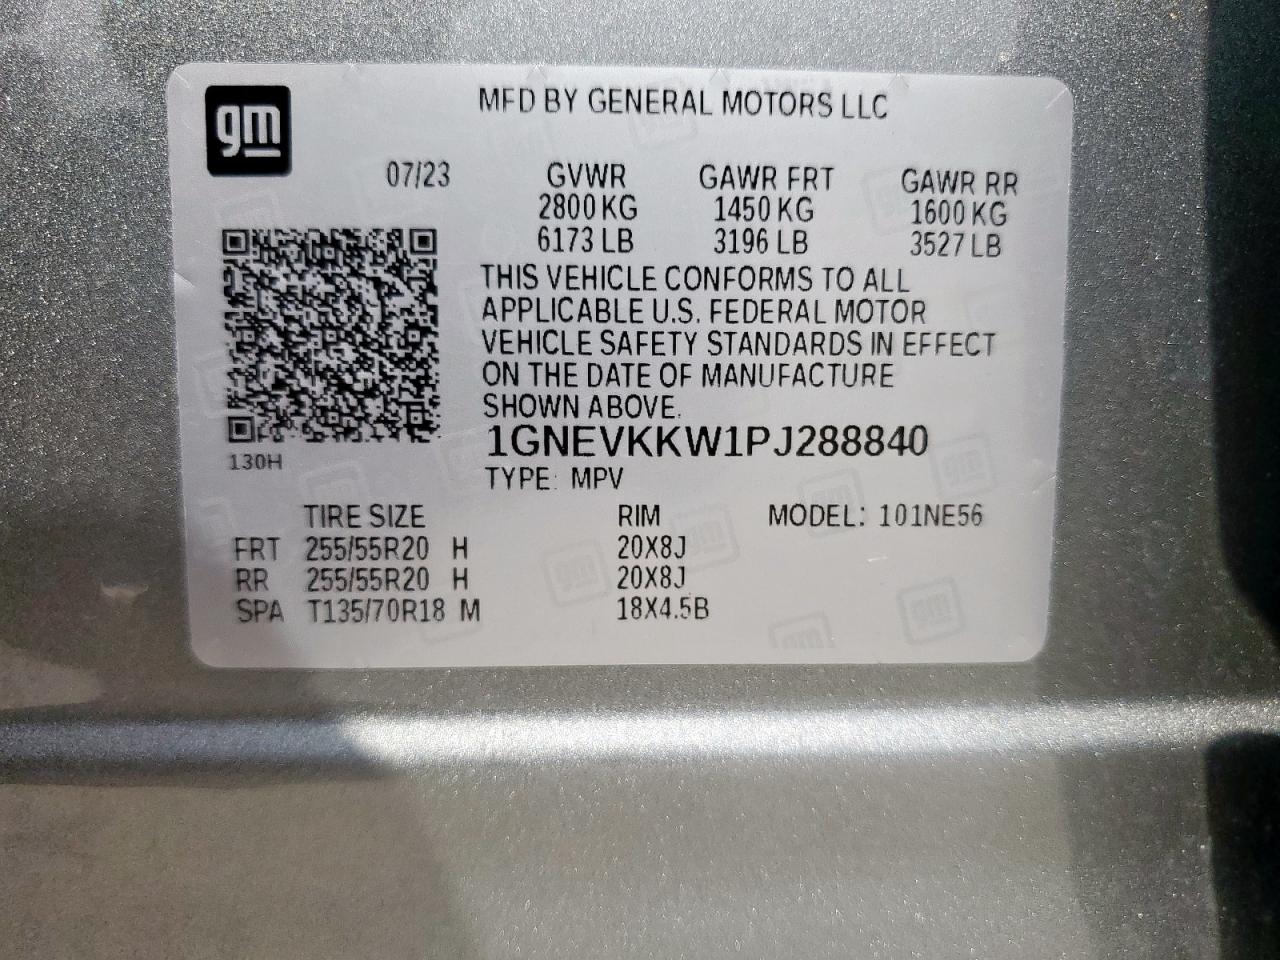 gm
MFD BY GENERAL MOTORS LLC
07/23 GVWR GAWR FRT GAWR RR
2800 KG 1450 KG 1600 KG
6173 LB 3196 LB 3527 LB
THIS VEHICLE CONFORMS TO ALL
APPLICABLE U.S. FEDERAL MOTOR
VEHICLE SAFETY STANDARDS IN EFFECT
ON THE DATE OF MANUFACTURE
SHOWN ABOVE.
1GNEVKKW1PJ288840
130H
TYPE: MPV
TIRE SIZE RIM MODEL: 101NE56
FRT 255/55R20 H 20X8J
RR 255/55R20 H 20X8J
SPA T135/70R18 M 18X4.5B